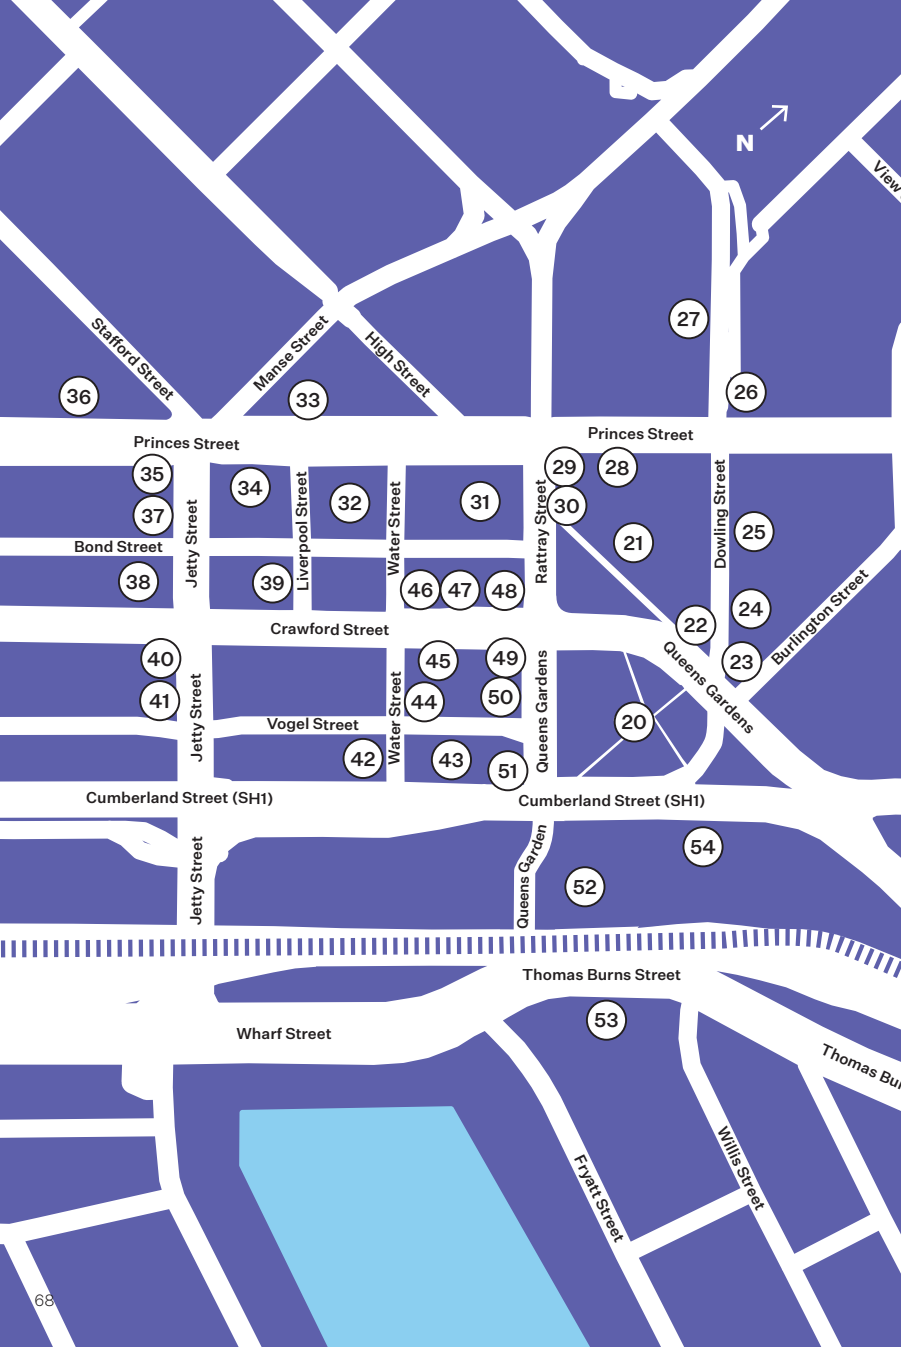 N
View
27
Stafford Street
Manse Street
High Street
36
33
26
Princes Street
Princes Street
35
34
32
31
29
28
30
37
Jetty Street
Liverpool Street
Water Street
Rattray Street
21
Dowling Street
25
Bond Street
38
39
46
47
48
24
Burlington Street
22
Crawford Street
40
45
49
23
Queens Gardens
41
44
50
Jetty Street
Water Street
Queens Gardens
20
Vogel Street
42
43
51
Cumberland Street (SH1)
Cumberland Street (SH1)
Jetty Street
Queens Garden
54
52
Thomas Burns Street
53
Wharf Street
Thomas Bu
Fryatt Street
Willis Street
68